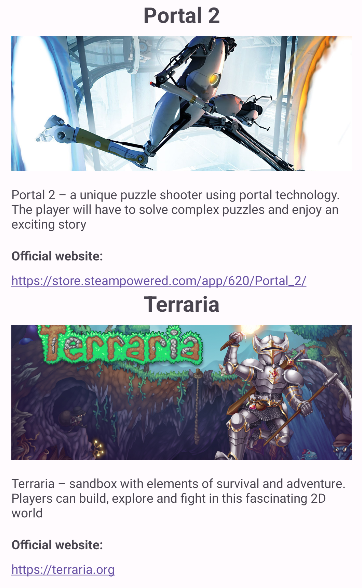 Portal 2
Portal 2 – a unique puzzle shooter using portal technology.
The player will have to solve complex puzzles and enjoy an
exciting story
Official website:
https://store.steampowered.com/app/620/Portal_2/
Terraria
Terraria
Terraria – sandbox with elements of survival and adventure.
Players can build, explore and fight in this fascinating 2D
world
Official website:
https://terraria.org